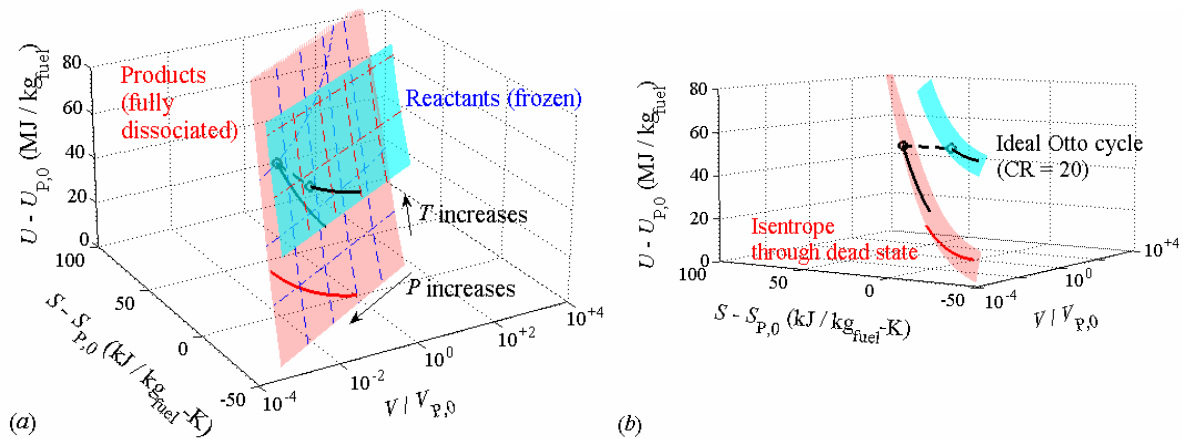 80
60
40
20
0
U - U_P,0 (MJ / kg_fuel)
Products
(fully
dissociated)
Reactants (frozen)
T increases
P increases
100
50
0
-50
S - S_P,0 (kJ / kg_fuel-K)
10^-4
10^-2
10^0
10^+2
10^+4
V / V_P,0
(a)
80
60
40
20
0
U - U_P,0 (MJ / kg_fuel)
Ideal Otto cycle
(CR = 20)
Isentrope
through dead state
100
50
0
-50
S - S_P,0 (kJ / kg_fuel-K)
10^-4
10^0
10^+4
V / V_P,0
(b)